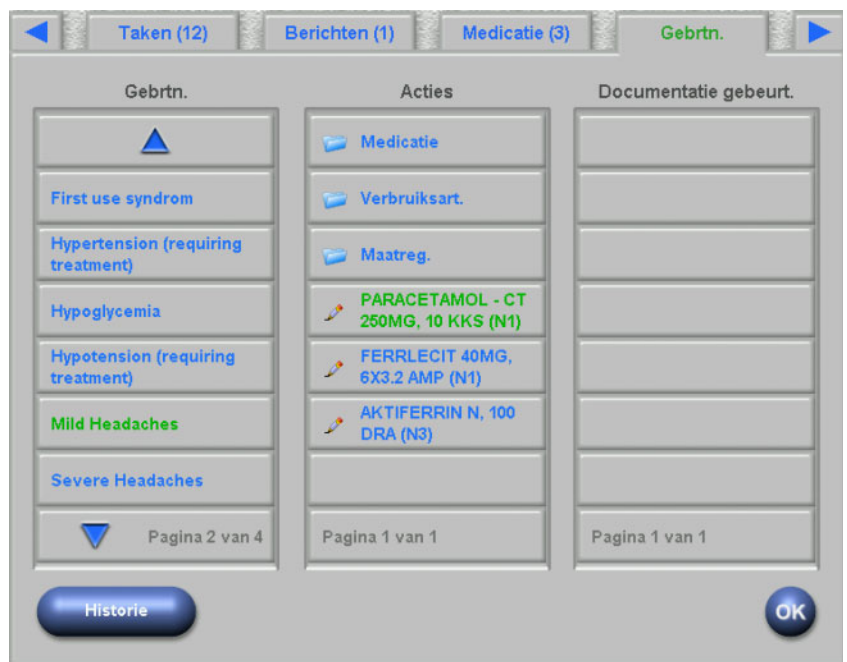 Taken (12)
Berichten (1)
Medicatie (3)
Gebrtn.
Gebrtn.
First use syndrom
Hypertension (requiring
treatment)
Hypoglycemia
Hypotension (requiring
treatment)
Mild Headaches
Severe Headaches
Pagina 2 van 4
Acties
Medicatie
Verbruiksart.
Maatreg.
PARACETAMOL - CT
250MG, 10 KKS (N1)
FERRLECIT 40MG,
6X3.2 AMP (N1)
AKTIFERRIN N, 100
DRA (N3)
Pagina 1 van 1
Documentatie gebeurt.
Pagina 1 van 1
Historie
OK